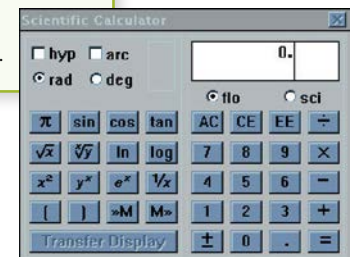 Scientific Calculator
hyp arc
0.
rad deg
flo sci
π sin cos tan AC CE EE ÷
√x ˣ√y ln log 7 8 9 ×
x² yˣ eˣ 1/x 4 5 6 −
( ) »M M» 1 2 3 +
Transfer Display ± 0 . =